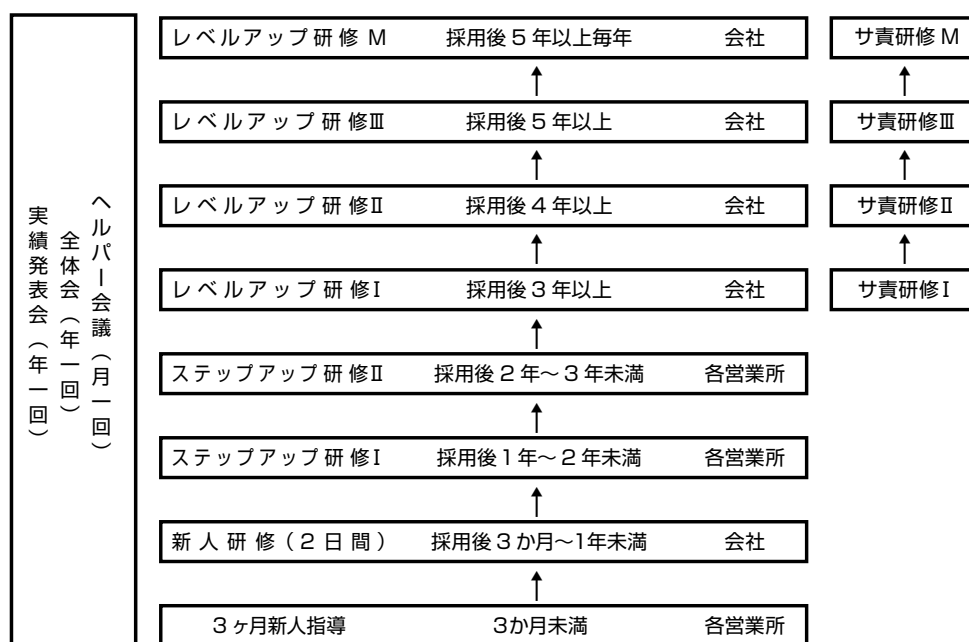 ヘルパー会議(月一回)
全体会(年一回)
実績発表会(年一回)
レベルアップ研修 M 採用後5年以上毎年 会社 サ責研修 M
レベルアップ研修Ⅲ 採用後5年以上 会社 サ責研修Ⅲ
レベルアップ研修Ⅱ 採用後4年以上 会社 サ責研修Ⅱ
レベルアップ研修Ⅰ 採用後3年以上 会社 サ責研修Ⅰ
ステップアップ研修Ⅱ 採用後2年~3年未満 各営業所
ステップアップ研修Ⅰ 採用後1年~2年未満 各営業所
新人研修(2日間) 採用後3か月~1年未満 会社
3ヶ月新人指導 3か月未満 各営業所